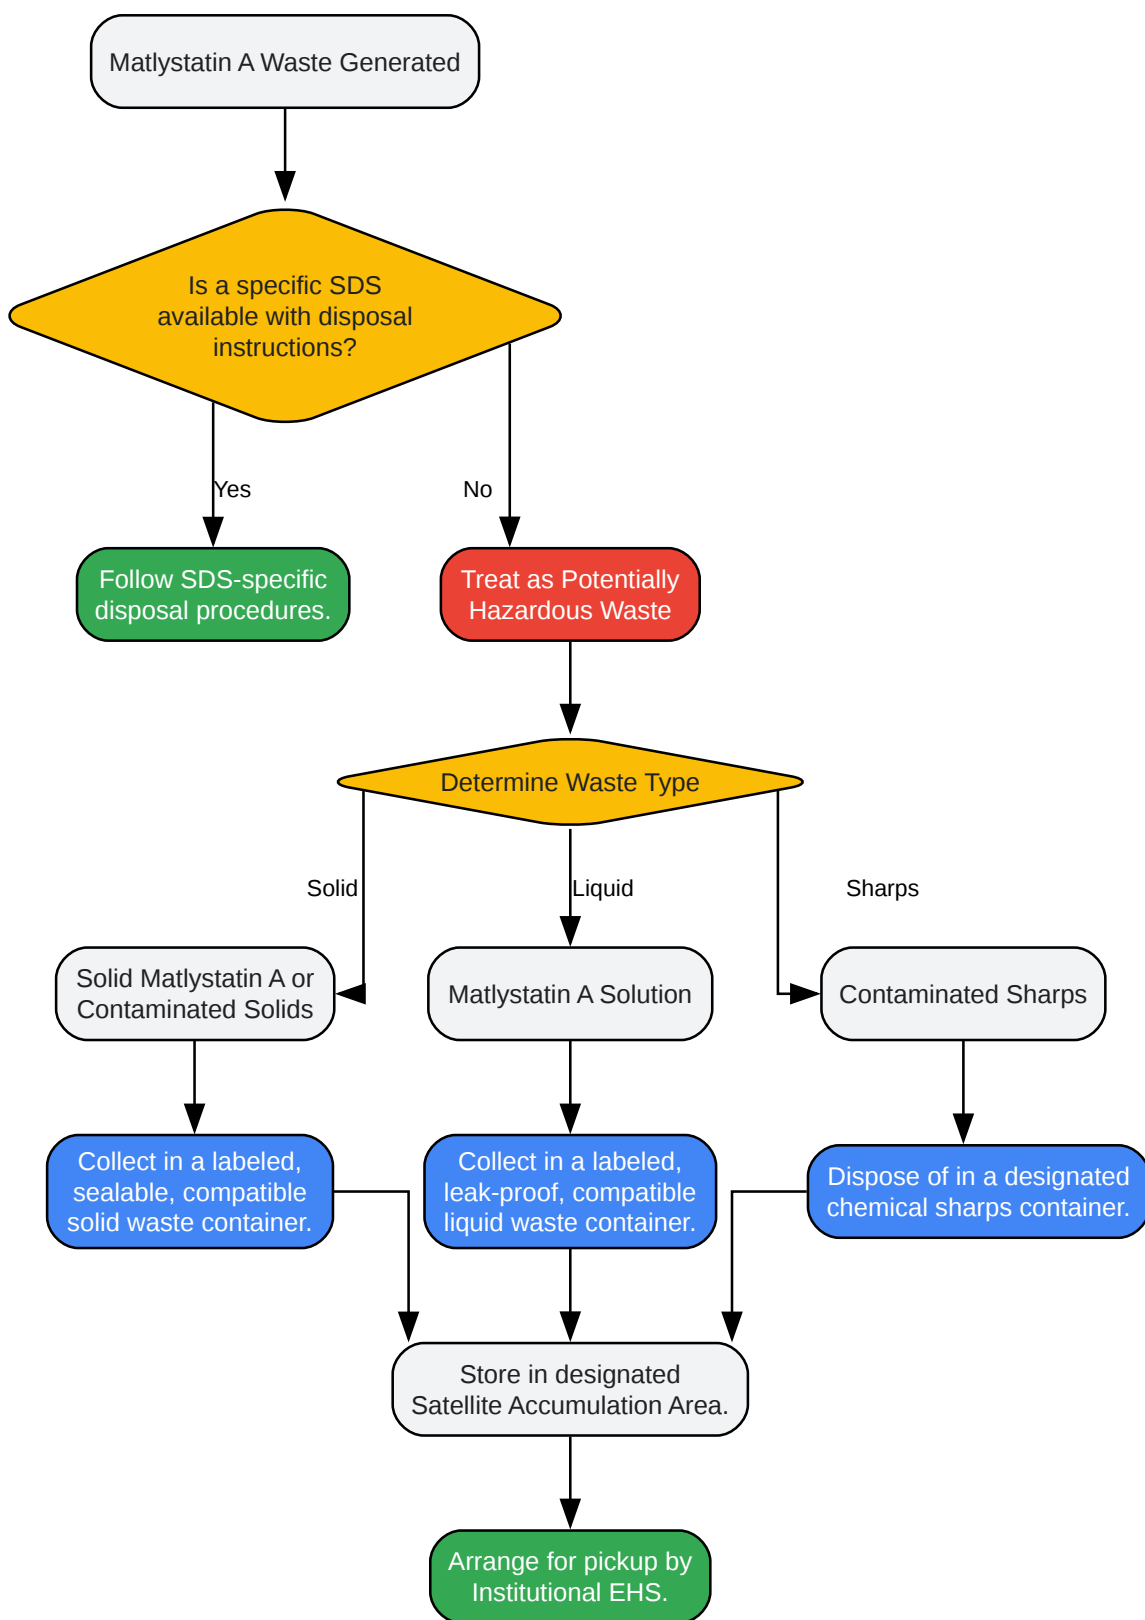 Matlystatin A Waste Generated
Is a specific SDS
available with disposal
instructions?
Yes
No
Follow SDS-specific
disposal procedures.
Treat as Potentially
Hazardous Waste
Determine Waste Type
Solid
Liquid
Sharps
Solid Matlystatin A or
Contaminated Solids
Matlystatin A Solution
Contaminated Sharps
Collect in a labeled,
sealable, compatible
solid waste container.
Collect in a labeled,
leak-proof, compatible
liquid waste container.
Dispose of in a designated
chemical sharps container.
Store in designated
Satellite Accumulation Area.
Arrange for pickup by
Institutional EHS.